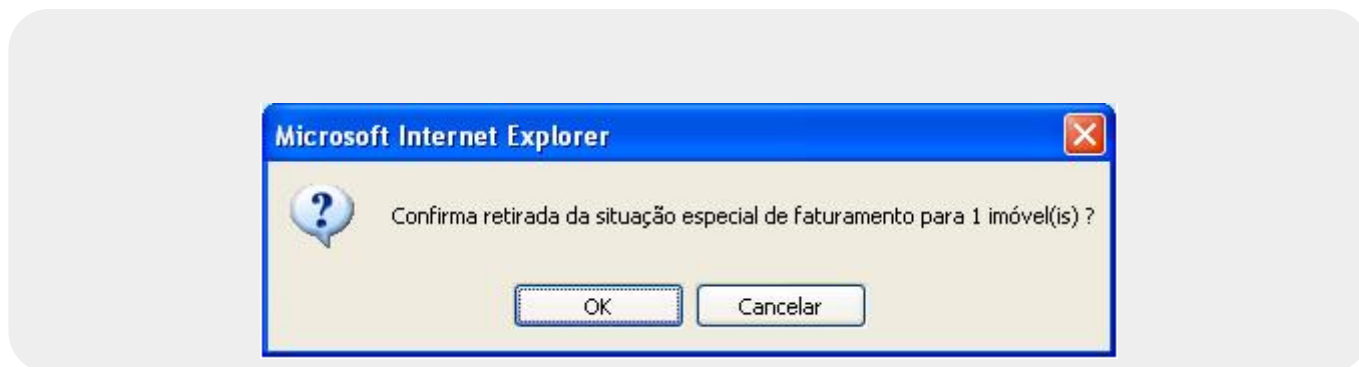 Microsoft Internet Explorer
Confirma retirada da situação especial de faturamento para 1 imóvel(is) ?
OK
Cancelar